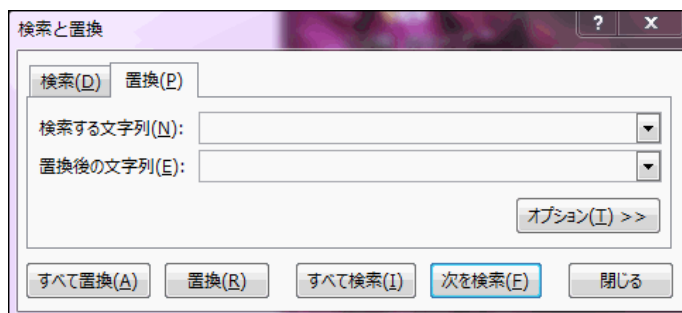 検索と置換
? x
検索(D) 置換(P)
検索する文字列(N):
置換後の文字列(E):
オプション(T) >>
すべて置換(A) 置換(R) すべて検索(I) 次を検索(F) 閉じる